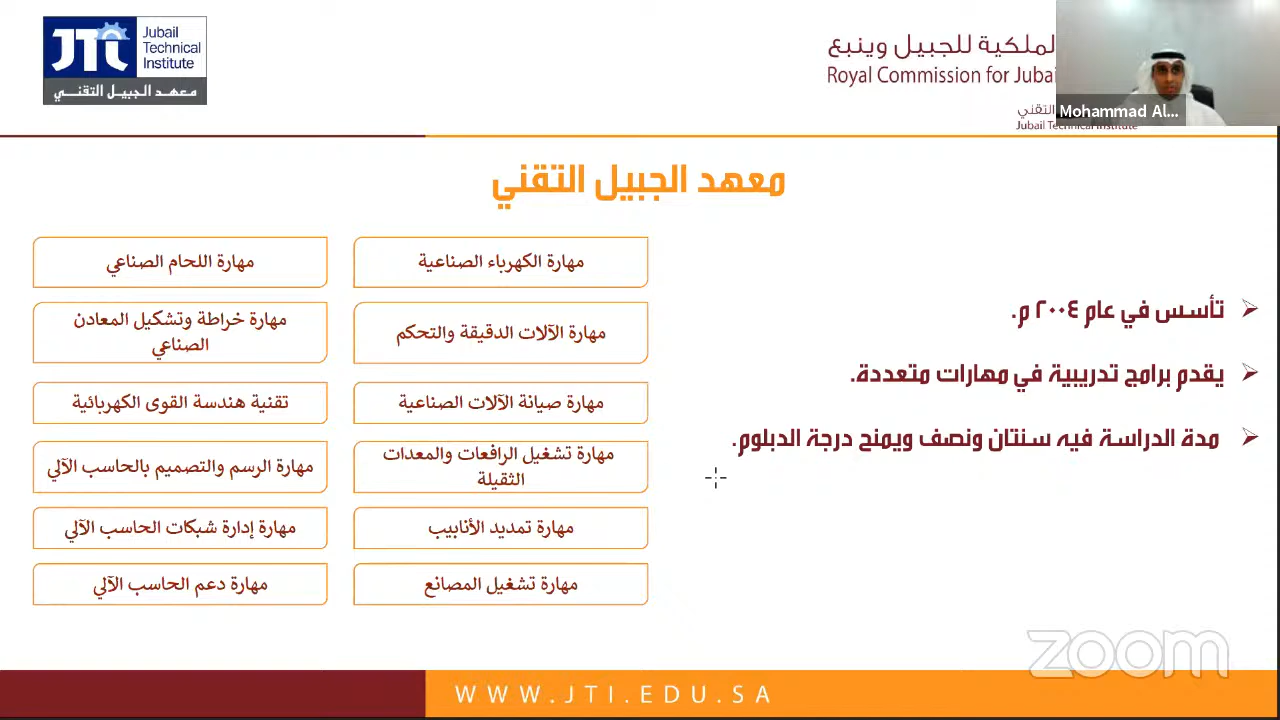 JTI
Jubail
Technical
Institute
معهد الجبيل التقني
الملكية للجبيل وينبع
Royal Commission for Jubai
التقني
Jubail Technical Institute
Mohammad Al...
معهد الجبيل التقني
تأسس في عام ٢٠٠٤ م.
يقدم برامج تدريبية في مهارات متعددة.
مدة الدراسة فيه سنتان ونصف ويمنح درجة الدبلوم.
مهارة الكهرباء الصناعية
مهارة اللحام الصناعي
مهارة الآلات الدقيقة والتحكم
مهارة خراطة وتشكيل المعادن
الصناعي
مهارة صيانة الآلات الصناعية
تقنية هندسة القوى الكهربائية
مهارة تشغيل الرافعات والمعدات
الثقيلة
مهارة الرسم والتصميم بالحاسب الآلي
مهارة تمديد الأنابيب
مهارة إدارة شبكات الحاسب الآلي
مهارة تشغيل المصانع
مهارة دعم الحاسب الآلي
zoom
WWW.JTI.EDU.SA